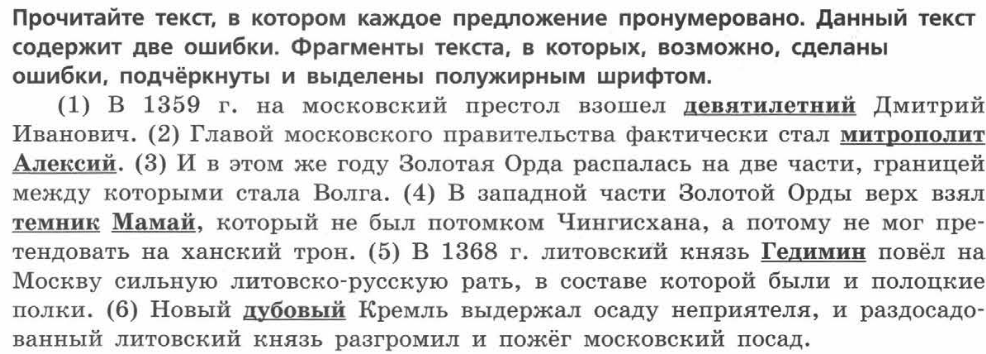 Прочитайте текст, в котором каждое предложение пронумеровано. Данный текст
содержит две ошибки. Фрагменты текста, в которых, возможно, сделаны
ошибки, подчёркнуты и выделены полужирным шрифтом.
(1) В 1359 г. на московский престол взошел девятилетний Дмитрий
Иванович. (2) Главой московского правительства фактически стал митрополит
Алексий. (3) И в этом же году Золотая Орда распалась на две части, границей
между которыми стала Волга. (4) В западной части Золотой Орды верх взял
темник Мамай, который не был потомком Чингисхана, а потому не мог пре-
тендовать на ханский трон. (5) В 1368 г. литовский князь Гедимин повёл на
Москву сильную литовско-русскую рать, в составе которой были и полоцкие
полки. (6) Новый дубовый Кремль выдержал осаду неприятеля, и раздосадо-
ванный литовский князь разгромил и пожёг московский посад.